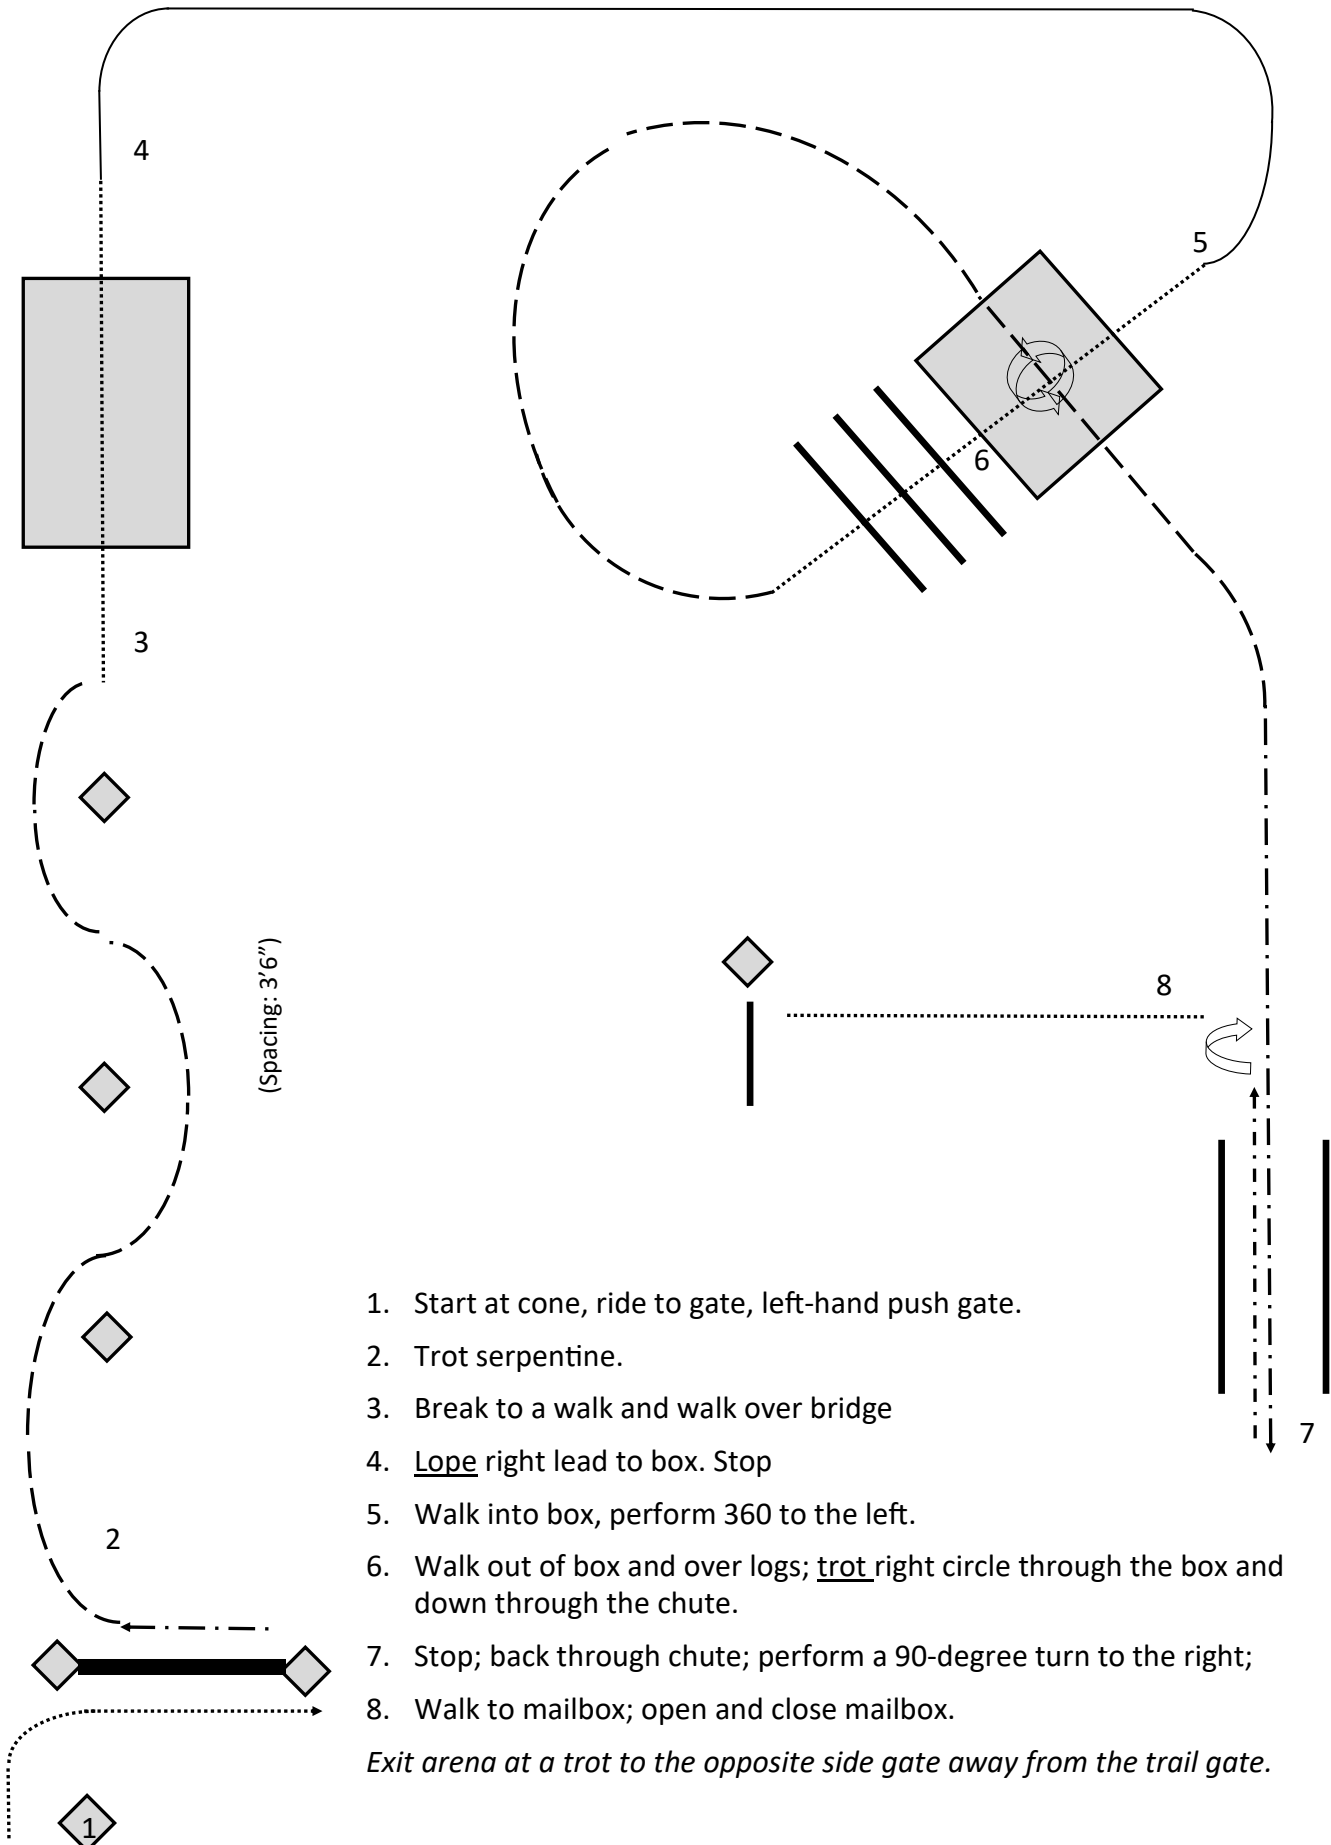 4
5
6
3
(Spacing: 3’6”)
8
1. Start at cone, ride to gate, left-hand push gate.
2. Trot serpentine.
3. Break to a walk and walk over bridge
7
4. Lope right lead to box. Stop
5. Walk into box, perform 360 to the left.
2
6. Walk out of box and over logs; trot right circle through the box and
down through the chute.
7. Stop; back through chute; perform a 90-degree turn to the right;
8. Walk to mailbox; open and close mailbox.
Exit arena at a trot to the opposite side gate away from the trail gate.
1